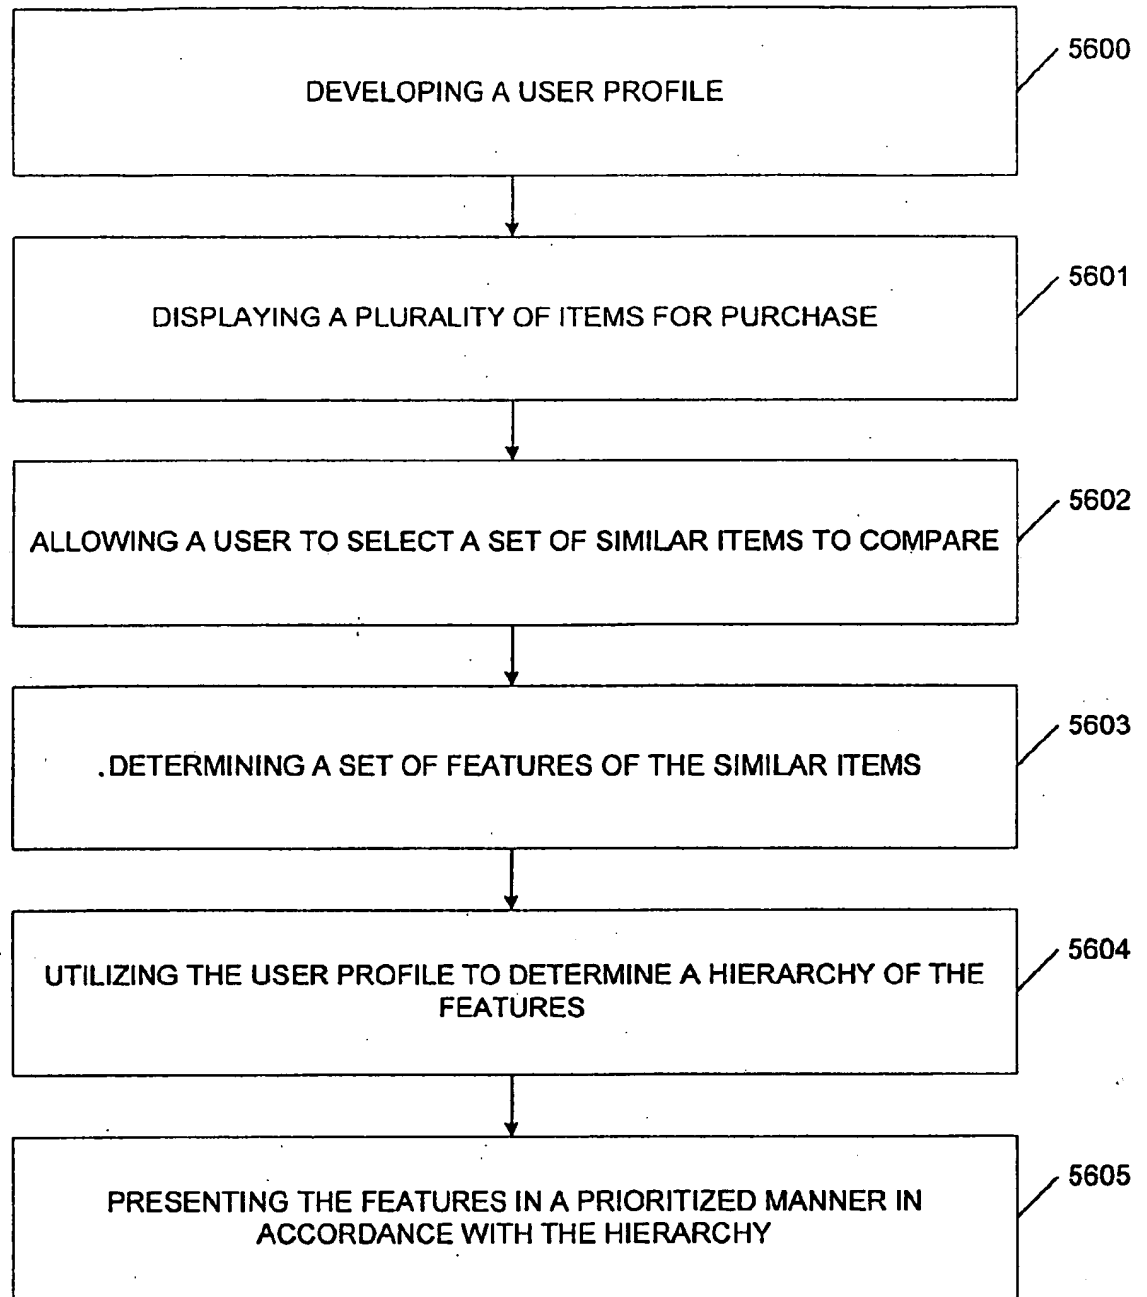 5600
DEVELOPING A USER PROFILE
5601
DISPLAYING A PLURALITY OF ITEMS FOR PURCHASE
5602
ALLOWING A USER TO SELECT A SET OF SIMILAR ITEMS TO COMPARE
5603
DETERMINING A SET OF FEATURES OF THE SIMILAR ITEMS
5604
UTILIZING THE USER PROFILE TO DETERMINE A HIERARCHY OF THE
FEATURES
5605
PRESENTING THE FEATURES IN A PRIORITIZED MANNER IN
ACCORDANCE WITH THE HIERARCHY